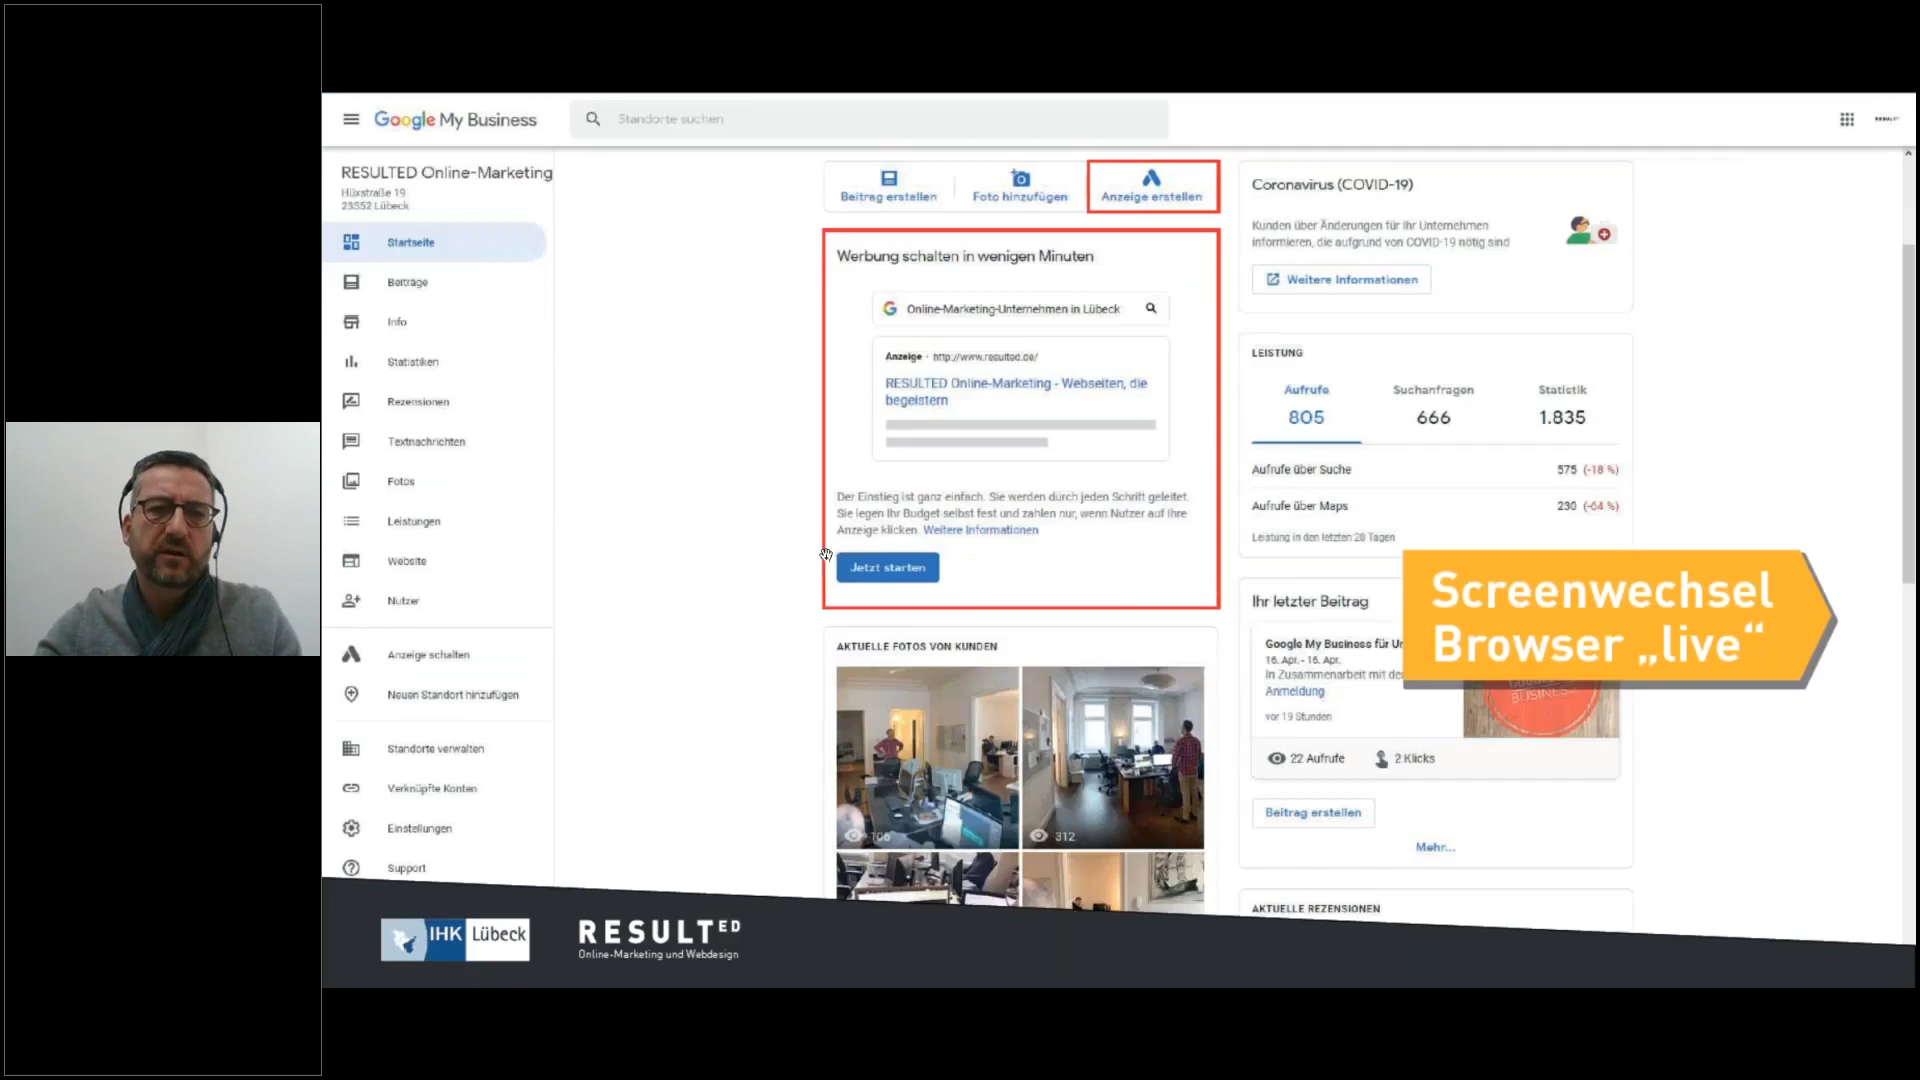 Google My Business
Standorte suchen
RESULTED Online-Marketing
Hüxstraße 19
23552 Lübeck
Startseite
Beiträge
Info
Statistiken
Rezensionen
Textnachrichten
Fotos
Leistungen
Website
Nutzer
Anzeige schalten
Neuen Standort hinzufügen
Standorte verwalten
Verknüpfte Konten
Einstellungen
Support
Beitrag erstellen
Foto hinzufügen
Anzeige erstellen
Werbung schalten in wenigen Minuten
Online-Marketing-Unternehmen in Lübeck
Anzeige · http://www.resulted.de/
RESULTED Online-Marketing - Webseiten, die
begeistern
Der Einstieg ist ganz einfach. Sie werden durch jeden Schritt geleitet.
Sie legen Ihr Budget selbst fest und zahlen nur, wenn Nutzer auf Ihre
Anzeige klicken. Weitere Informationen
Jetzt starten
AKTUELLE FOTOS VON KUNDEN
106
312
Coronavirus (COVID-19)
Kunden über Änderungen für Ihr Unternehmen
informieren, die aufgrund von COVID-19 nötig sind
Weitere Informationen
LEISTUNG
Aufrufe
Suchanfragen
Statistik
805
666
1.835
Aufrufe über Suche 575 (-18 %)
Aufrufe über Maps 230 (-64 %)
Leistung in den letzten 28 Tagen
Ihr letzter Beitrag
Google My Business für
16. Apr. - 16. Apr.
In Zusammenarbeit mit
Anmeldung
vor 19 Stunden
BUSINESS
22 Aufrufe
2 Klicks
Beitrag erstellen
Mehr...
AKTUELLE REZENSIONEN
Screenwechsel
Browser „live“
IHK Lübeck
RESULTED
Online-Marketing und Webdesign